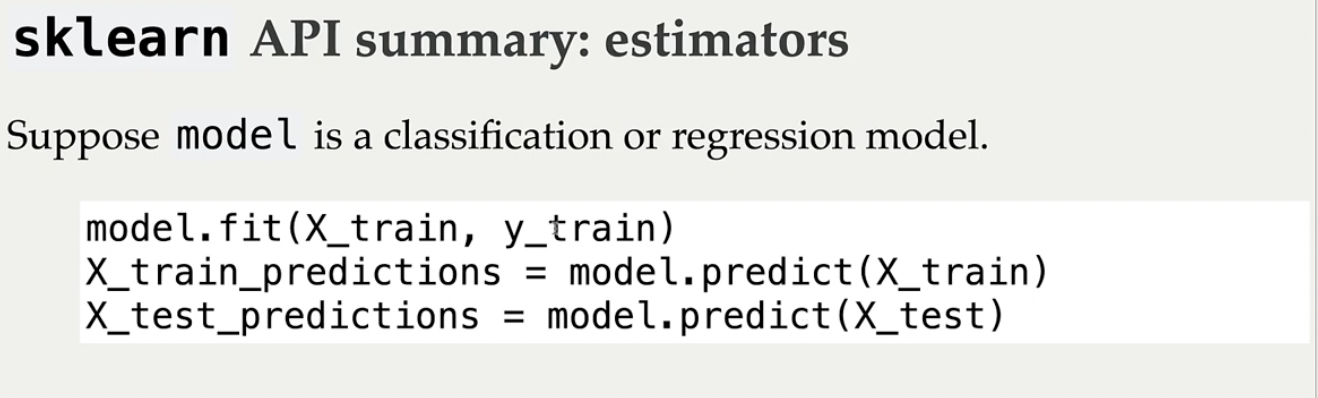 sklearn API summary: estimators
Suppose model is a classification or regression model.
model.fit(X_train, y_train)
X_train_predictions = model.predict(X_train)
X_test_predictions = model.predict(X_test)